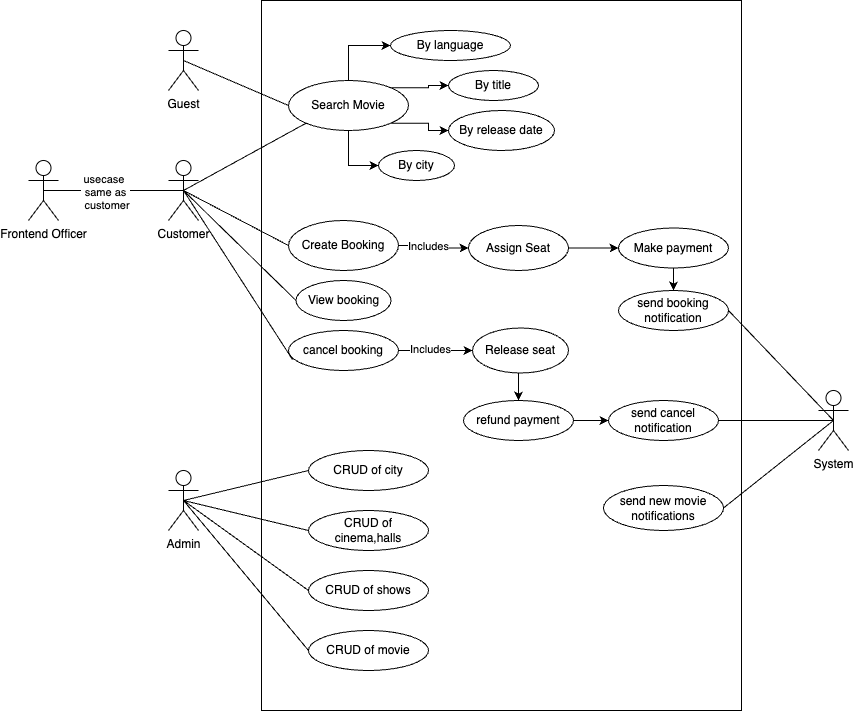 By language
By title
Guest
Search Movie
By release date
By city
usecase
same as
customer
Frontend Officer
Customer
Create Booking
Includes
Assign Seat
Make payment
View booking
send booking
notification
cancel booking
Includes
Release seat
refund payment
send cancel
notification
System
CRUD of city
send new movie
notifications
CRUD of
cinema,halls
Admin
CRUD of shows
CRUD of movie